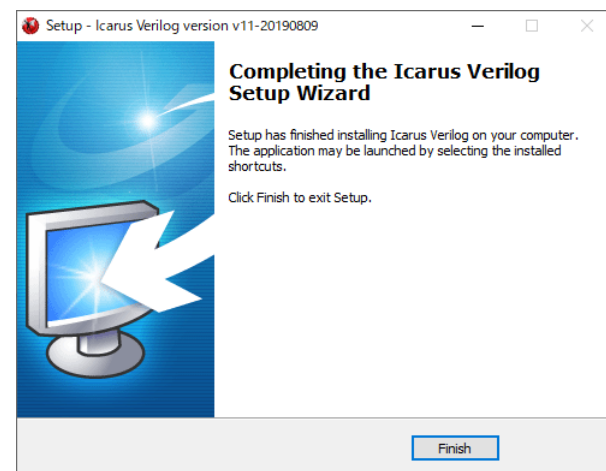 Setup - Icarus Verilog version v11-20190809
Completing the Icarus Verilog
Setup Wizard
Setup has finished installing Icarus Verilog on your computer.
The application may be launched by selecting the installed
shortcuts.
Click Finish to exit Setup.
Finish